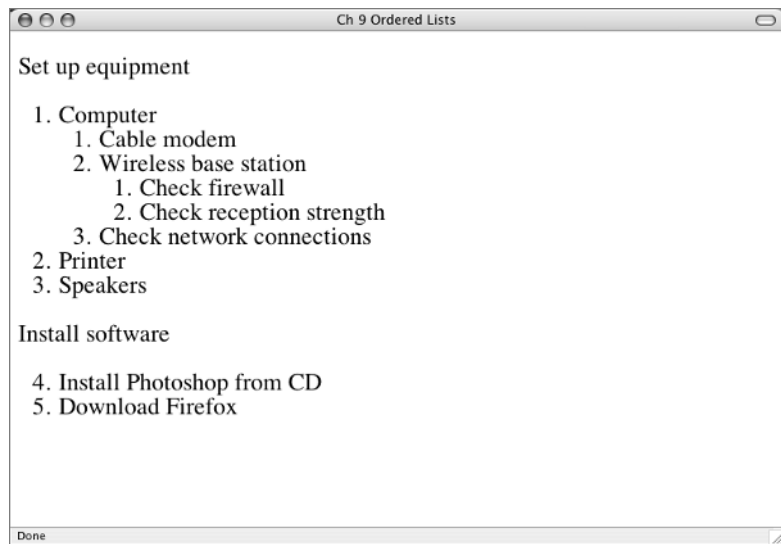 Ch 9 Ordered Lists
Set up equipment
1. Computer
1. Cable modem
2. Wireless base station
1. Check firewall
2. Check reception strength
3. Check network connections
2. Printer
3. Speakers
Install software
4. Install Photoshop from CD
5. Download Firefox
Done